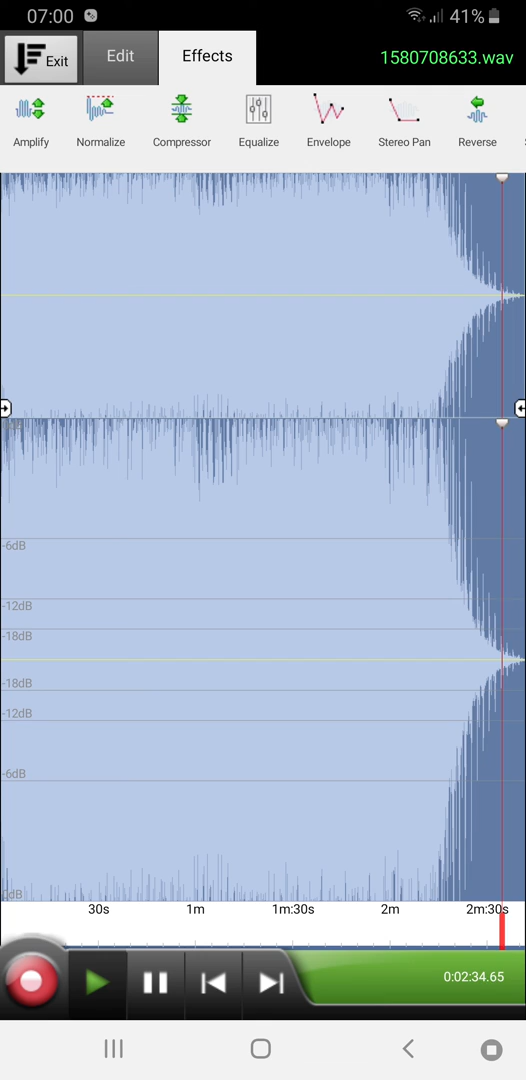 07:00 41%
Exit Edit Effects 1580708633.wav
Amplify Normalize Compressor Equalize Envelope Stereo Pan Reverse
-6dB
-12dB
-18dB
-18dB
-12dB
-6dB
0dB
30s 1m 1m:30s 2m 2m:30s
0:02:34.65